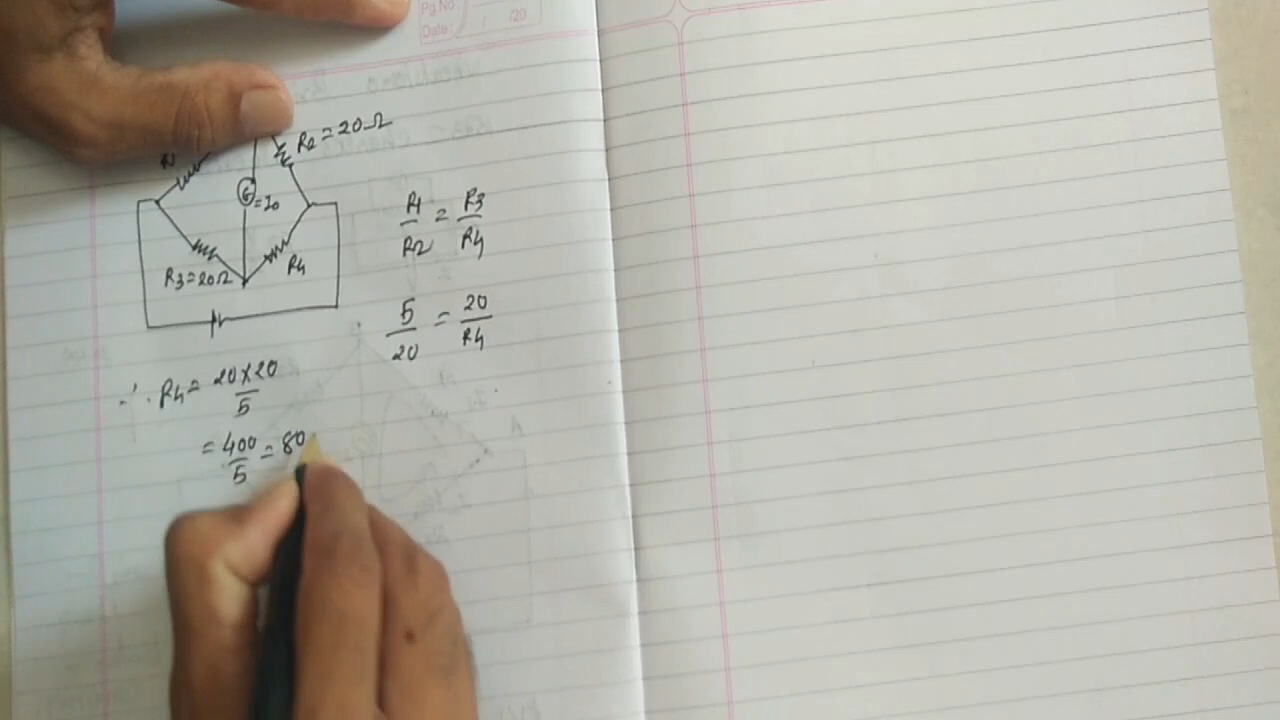 Pg.No:
Date: / /20
R2 = 20Ω
G = I0
R3 = 20Ω
R4
R1/R2 = R3/R4
5/20 = 20/R4
∴ R4 = 20×20/5
= 400/5 = 80